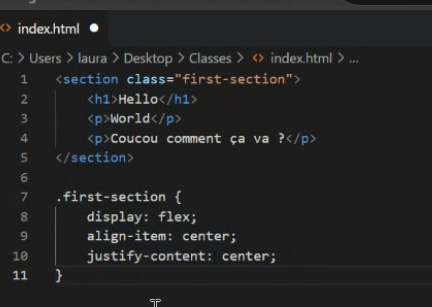 index.html
C: > Users > laura > Desktop > Classes > <> index.html > ...
1 <section class="first-section">
2 <h1>Hello</h1>
3 <p>World</p>
4 <p>Coucou comment ça va ?</p>
5 </section>
6
7 .first-section {
8 display: flex;
9 align-item: center;
10 justify-content: center;
11 }